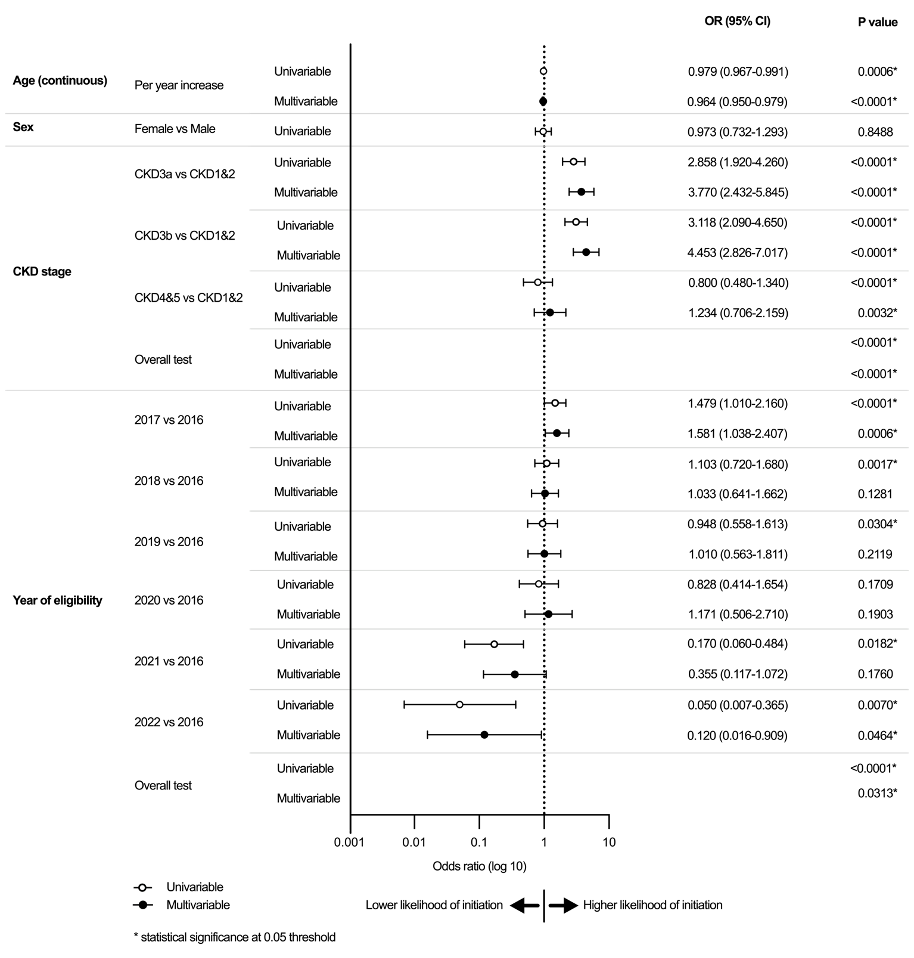 OR (95% CI) P value
Age (continuous) Per year increase Univariable 0.979 (0.967-0.991) 0.0006*
Multivariable 0.964 (0.950-0.979) <0.0001*
Sex Female vs Male Univariable 0.973 (0.732-1.293) 0.8488
CKD stage
CKD3a vs CKD1&2 Univariable 2.858 (1.920-4.260) <0.0001*
Multivariable 3.770 (2.432-5.845) <0.0001*
CKD3b vs CKD1&2 Univariable 3.118 (2.090-4.650) <0.0001*
Multivariable 4.453 (2.826-7.017) <0.0001*
CKD4&5 vs CKD1&2 Univariable 0.800 (0.480-1.340) <0.0001*
Multivariable 1.234 (0.706-2.159) 0.0032*
Overall test Univariable <0.0001*
Multivariable <0.0001*
Year of eligibility
2017 vs 2016 Univariable 1.479 (1.010-2.160) <0.0001*
Multivariable 1.581 (1.038-2.407) 0.0006*
2018 vs 2016 Univariable 1.103 (0.720-1.680) 0.0017*
Multivariable 1.033 (0.641-1.662) 0.1281
2019 vs 2016 Univariable 0.948 (0.558-1.613) 0.0304*
Multivariable 1.010 (0.563-1.811) 0.2119
2020 vs 2016 Univariable 0.828 (0.414-1.654) 0.1709
Multivariable 1.171 (0.506-2.710) 0.1903
2021 vs 2016 Univariable 0.170 (0.060-0.484) 0.0182*
Multivariable 0.355 (0.117-1.072) 0.1760
2022 vs 2016 Univariable 0.050 (0.007-0.365) 0.0070*
Multivariable 0.120 (0.016-0.909) 0.0464*
Overall test Univariable <0.0001*
Multivariable 0.0313*
0.001 0.01 0.1 1 10
Odds ratio (log 10)
Univariable
Multivariable
Lower likelihood of initiation Higher likelihood of initiation
* statistical significance at 0.05 threshold